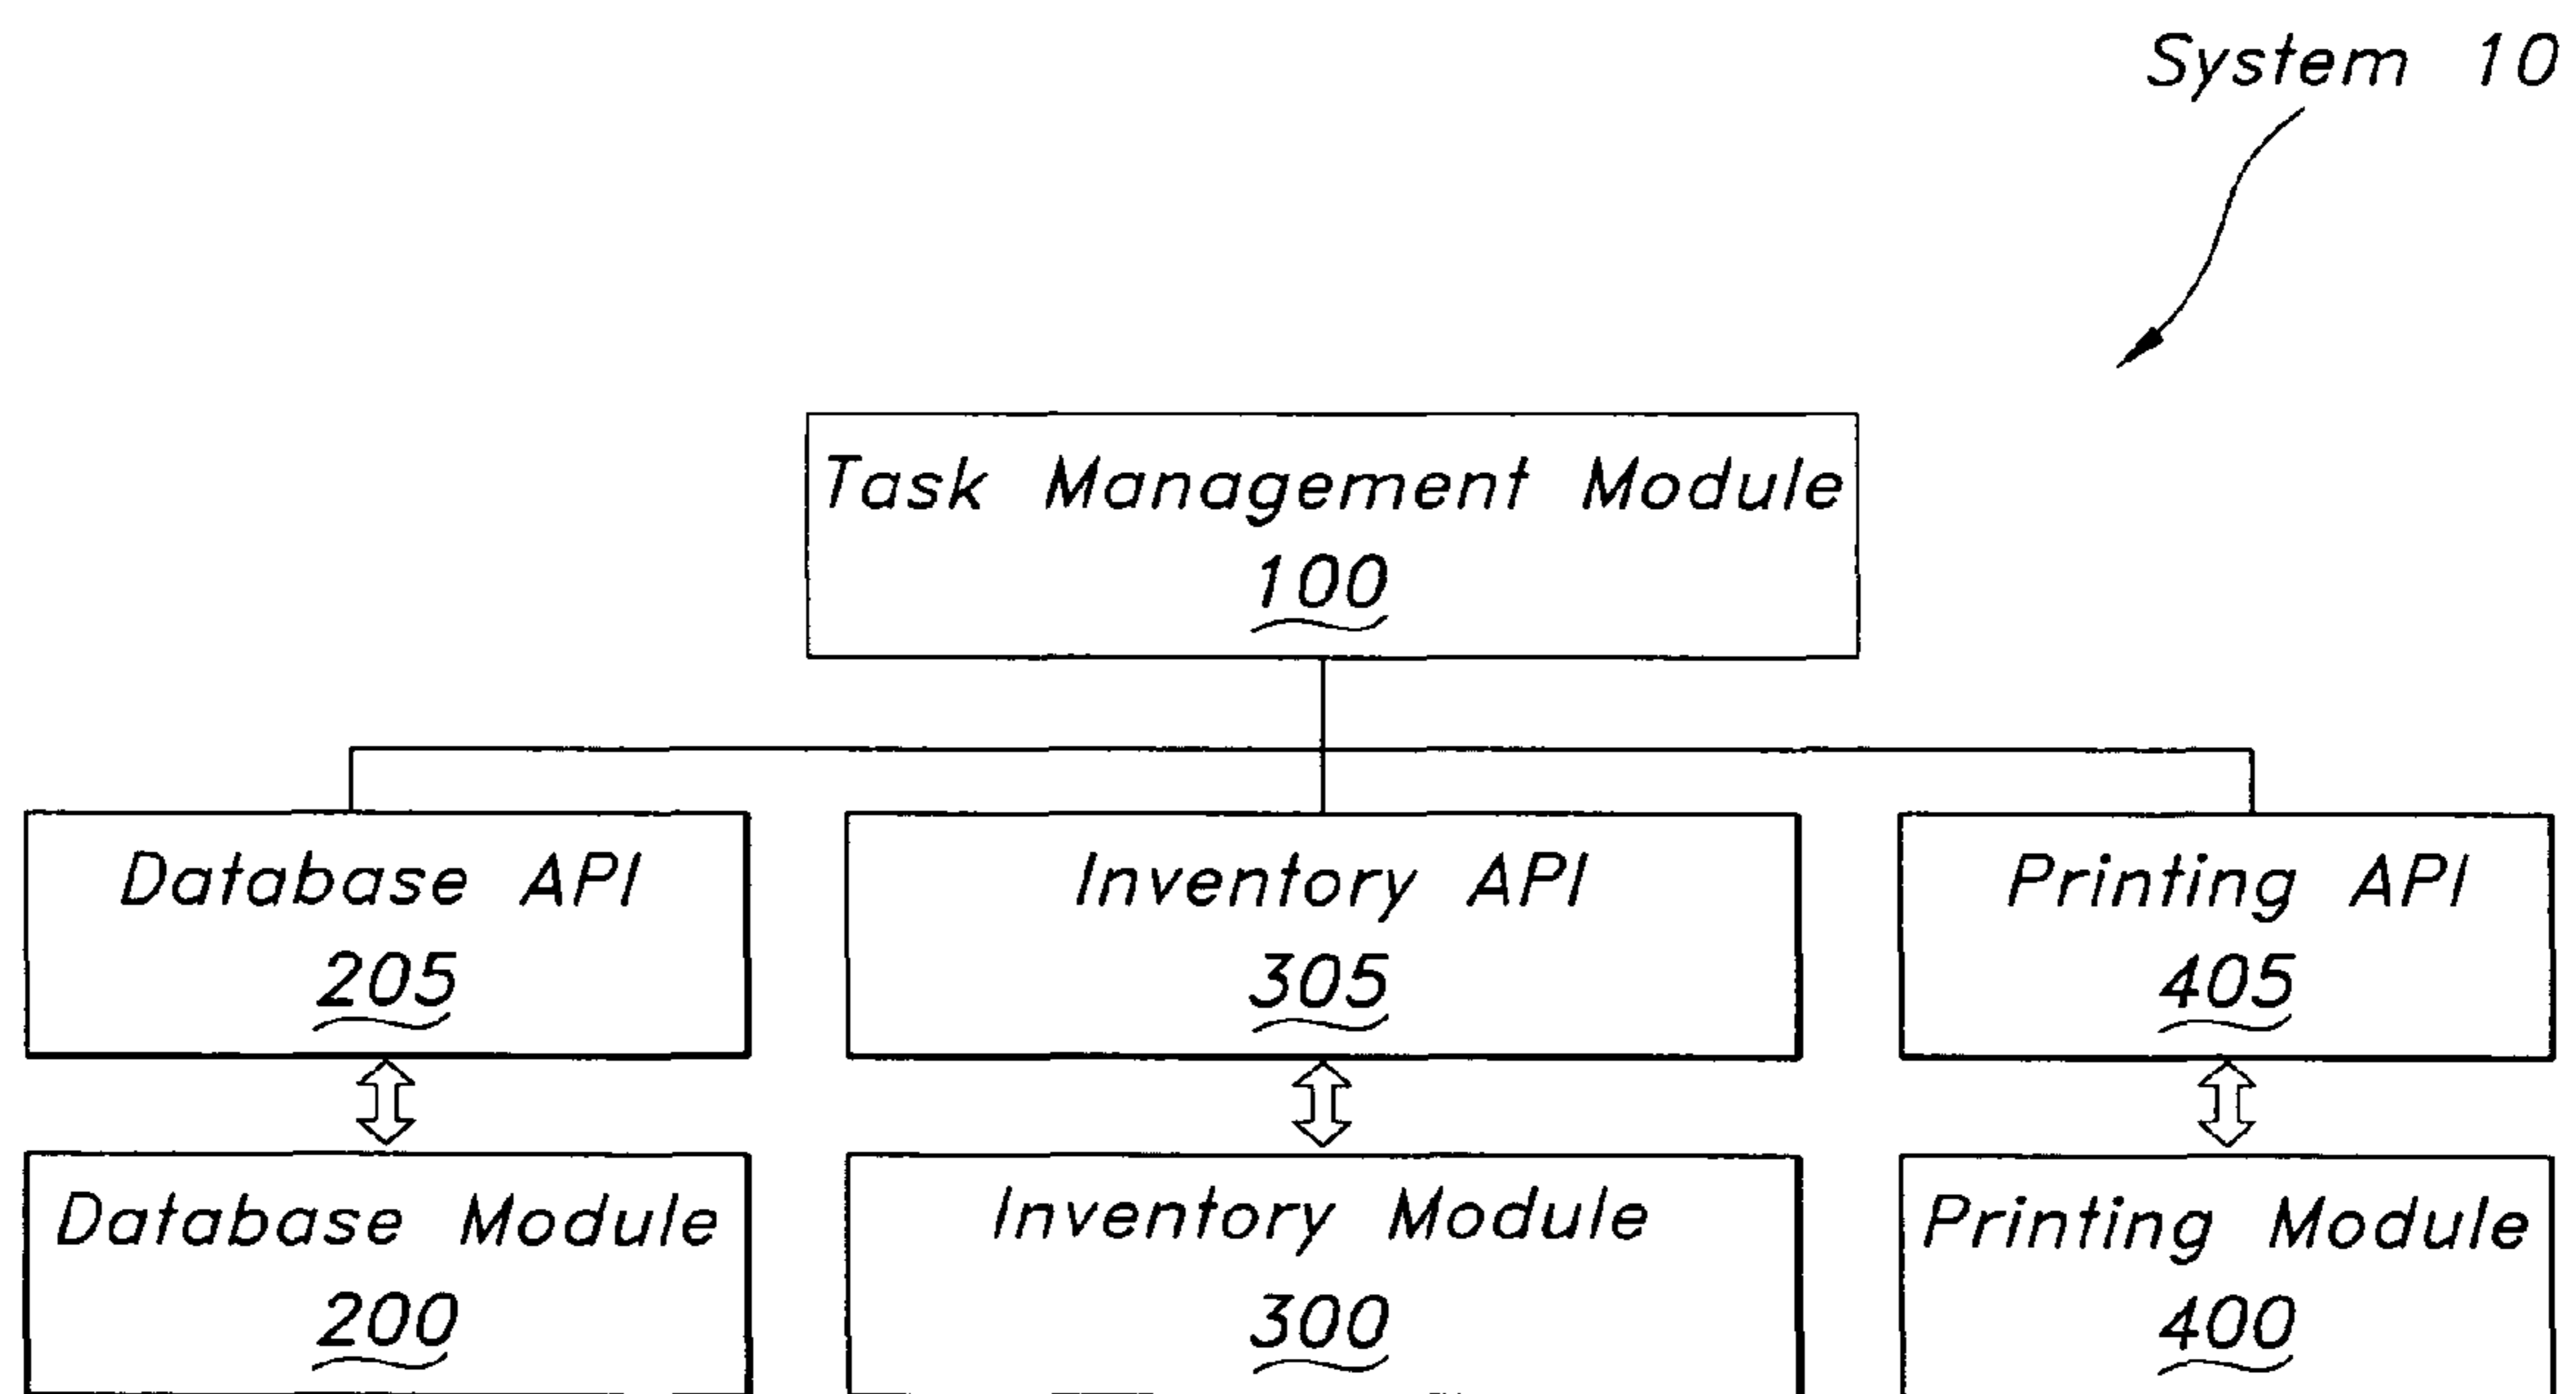 System 10
Task Management Module
100
Database API
205
Inventory API
305
Printing API
405
Database Module
200
Inventory Module
300
Printing Module
400